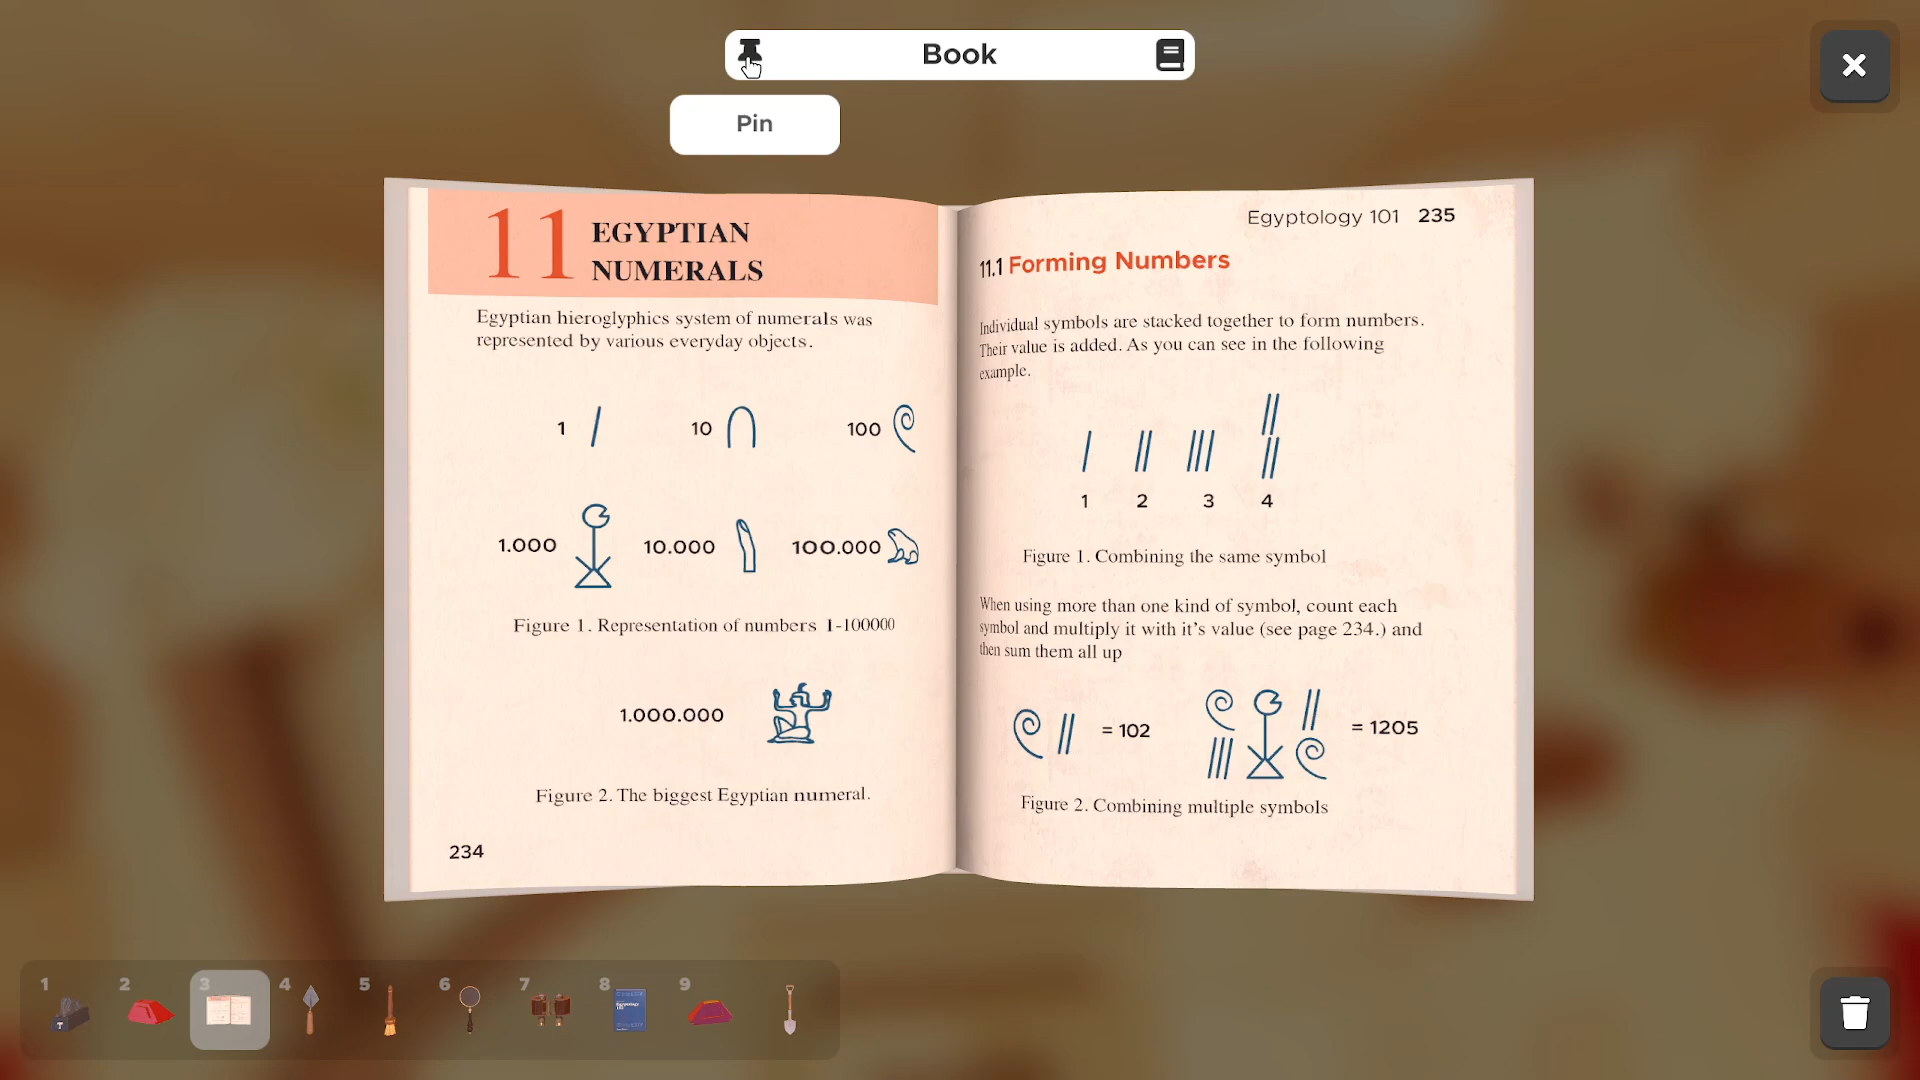 Book
Pin
11 EGYPTIAN
NUMERALS
Egyptian hieroglyphics system of numerals was
represented by various everyday objects.
1 10 100
1.000 10.000 100.000
Figure 1. Representation of numbers 1-100000
1.000.000
Figure 2. The biggest Egyptian numeral.
234
Egyptology 101 235
11.1 Forming Numbers
Individual symbols are stacked together to form numbers.
Their value is added. As you can see in the following
example.
1 2 3 4
Figure 1. Combining the same symbol
When using more than one kind of symbol, count each
symbol and multiply it with it's value (see page 234.) and
then sum them all up
= 102 = 1205
Figure 2. Combining multiple symbols
1 2 3 4 5 6 7 8 9
T